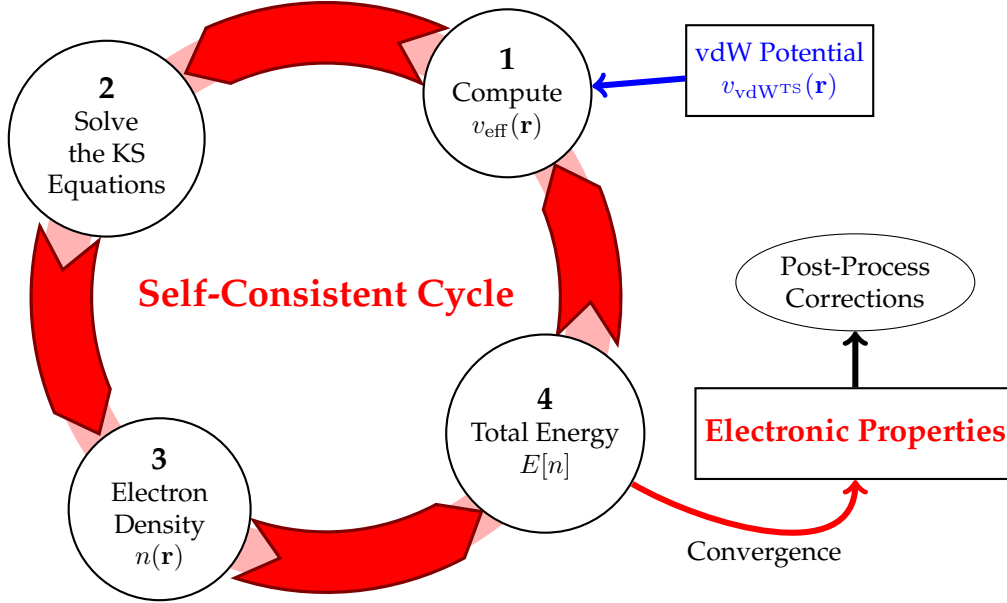 1
Compute
v_eff(r)
vdW Potential
v_vdW^TS(r)
2
Solve
the KS
Equations
Self-Consistent Cycle
Post-Process
Corrections
4
Total Energy
E[n]
Electronic Properties
3
Electron
Density
n(r)
Convergence